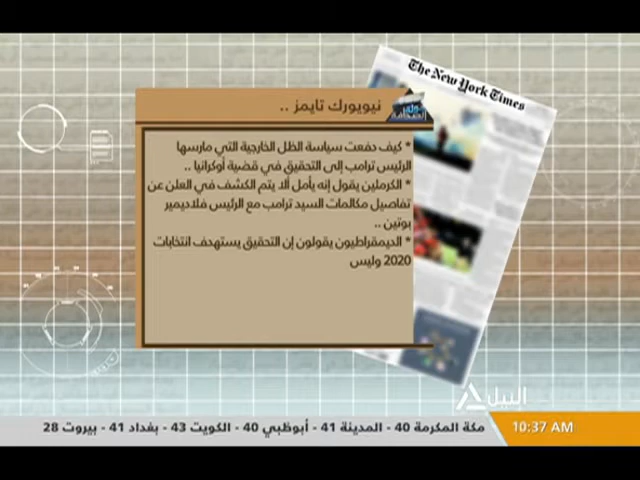 The New York Times
نيويورك تايمز ..
الصحافة
* كيف دفعت سياسة الظل الخارجية التي مارسها
الرئيس ترامب إلى التحقيق في قضية أوكرانيا ..
* الكرملين يقول إنه يأمل ألا يتم الكشف في العلن عن
تفاصيل مكالمات السيد ترامب مع الرئيس فلاديمير
بوتين ..
* الديمقراطيون يقولون إن التحقيق يستهدف انتخابات
2020 وليس
النيل
مكة المكرمة 40 - المدينة 41 - أبوظبي 40 - الكويت 43 - بغداد 41 - بيروت 28
10:37 AM